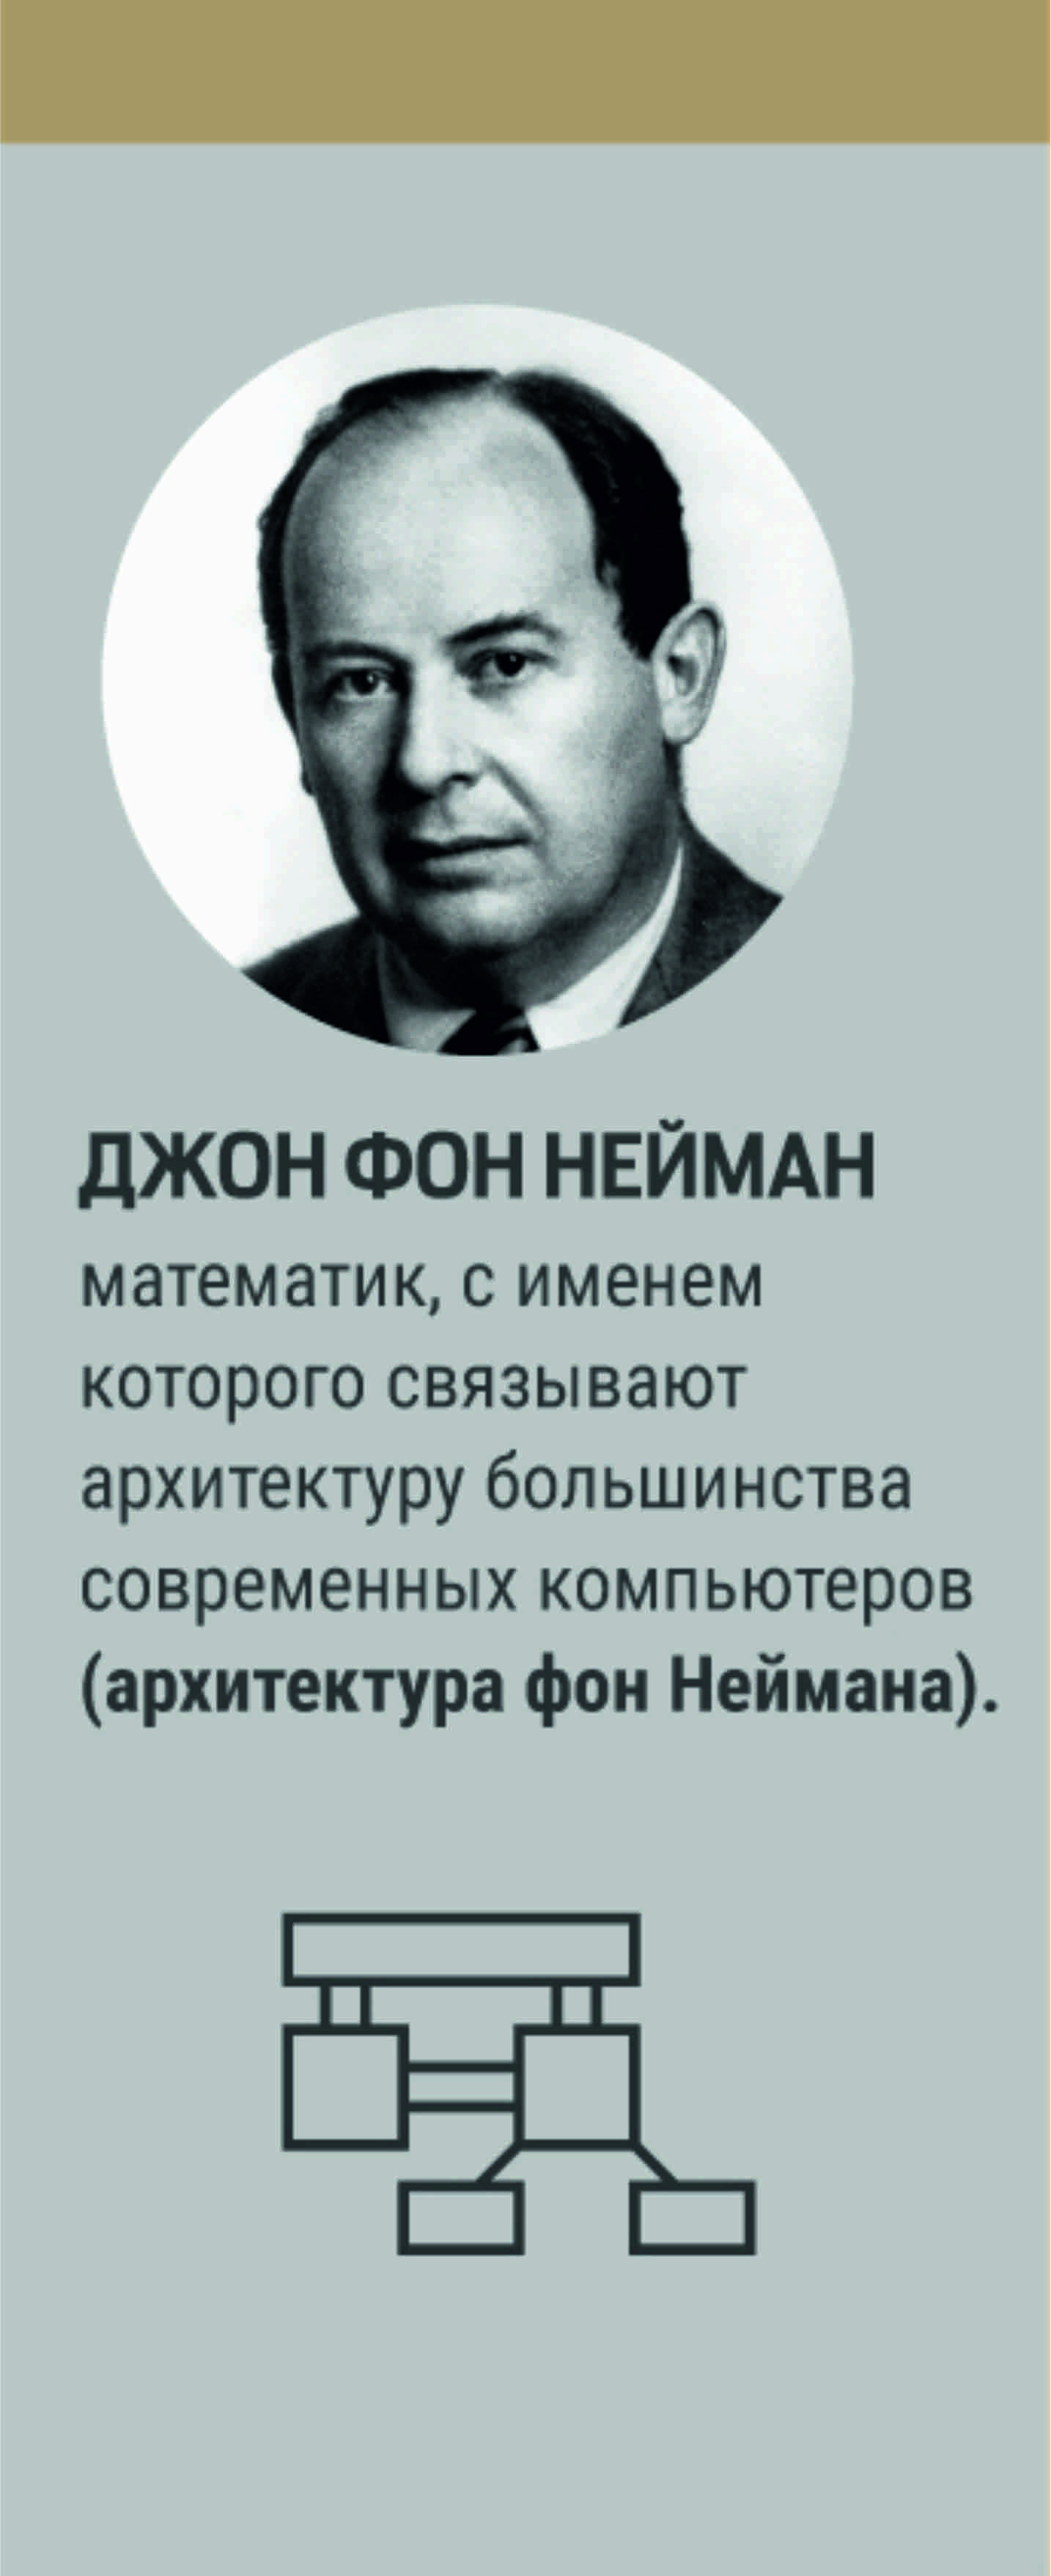 ДЖОН ФОН НЕЙМАН
математик, с именем
которого связывают
архитектуру большинства
современных компьютеров
(архитектура фон Неймана).